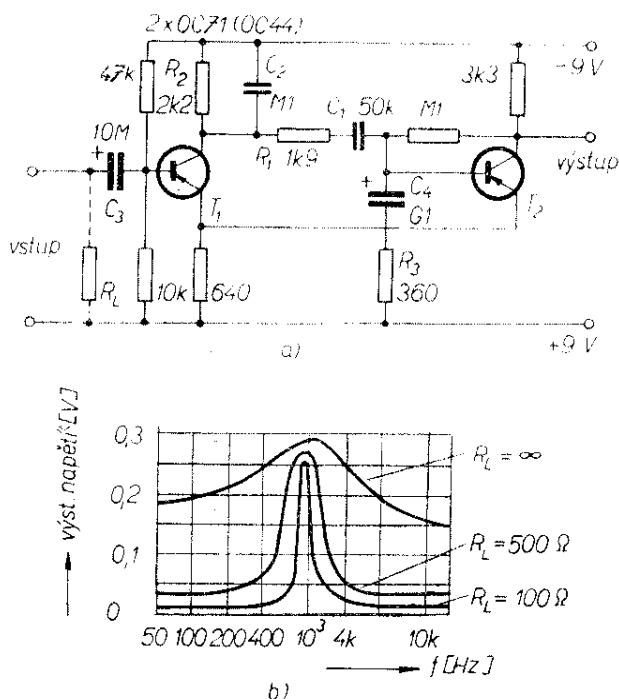 2×OC71 (OC44)
47k
R2
2k2
C2
M1
3k3
−9V
10M
+
C3
C1
50k
M1
R1
1k9
výstup
T1
+
C4
G1
T2
vstup
RL
10k
640
R3
360
+9V
a)
výst. napětí [V]
0,3
0,2
0,1
0
RL = ∞
RL = 500 Ω
RL = 100 Ω
50 100 200 400 10³ 4k 10k
f [Hz]
b)